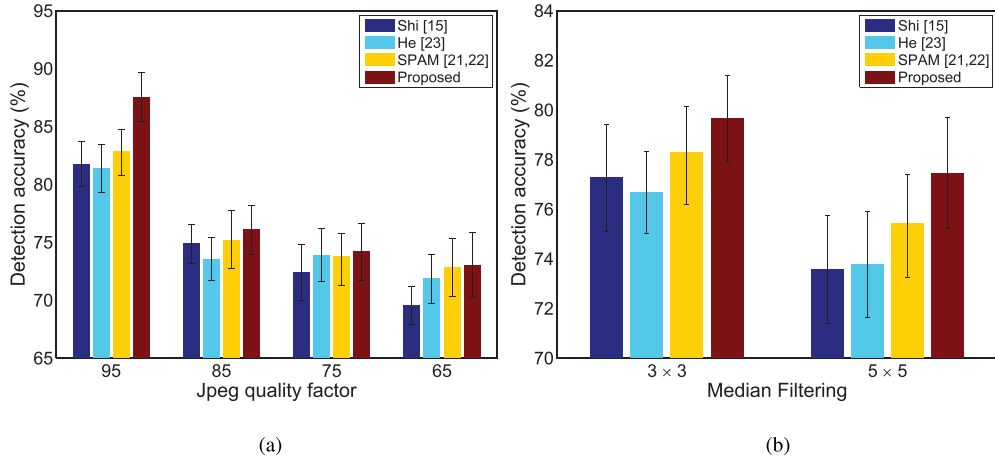 95
90
85
80
75
70
65
Detection accuracy (%)
Shi [15]
He [23]
SPAM [21,22]
Proposed
95 85 75 65
Jpeg quality factor
(a)
84
82
80
78
76
74
72
70
Detection accuracy (%)
Shi [15]
He [23]
SPAM [21,22]
Proposed
3 × 3 5 × 5
Median Filtering
(b)